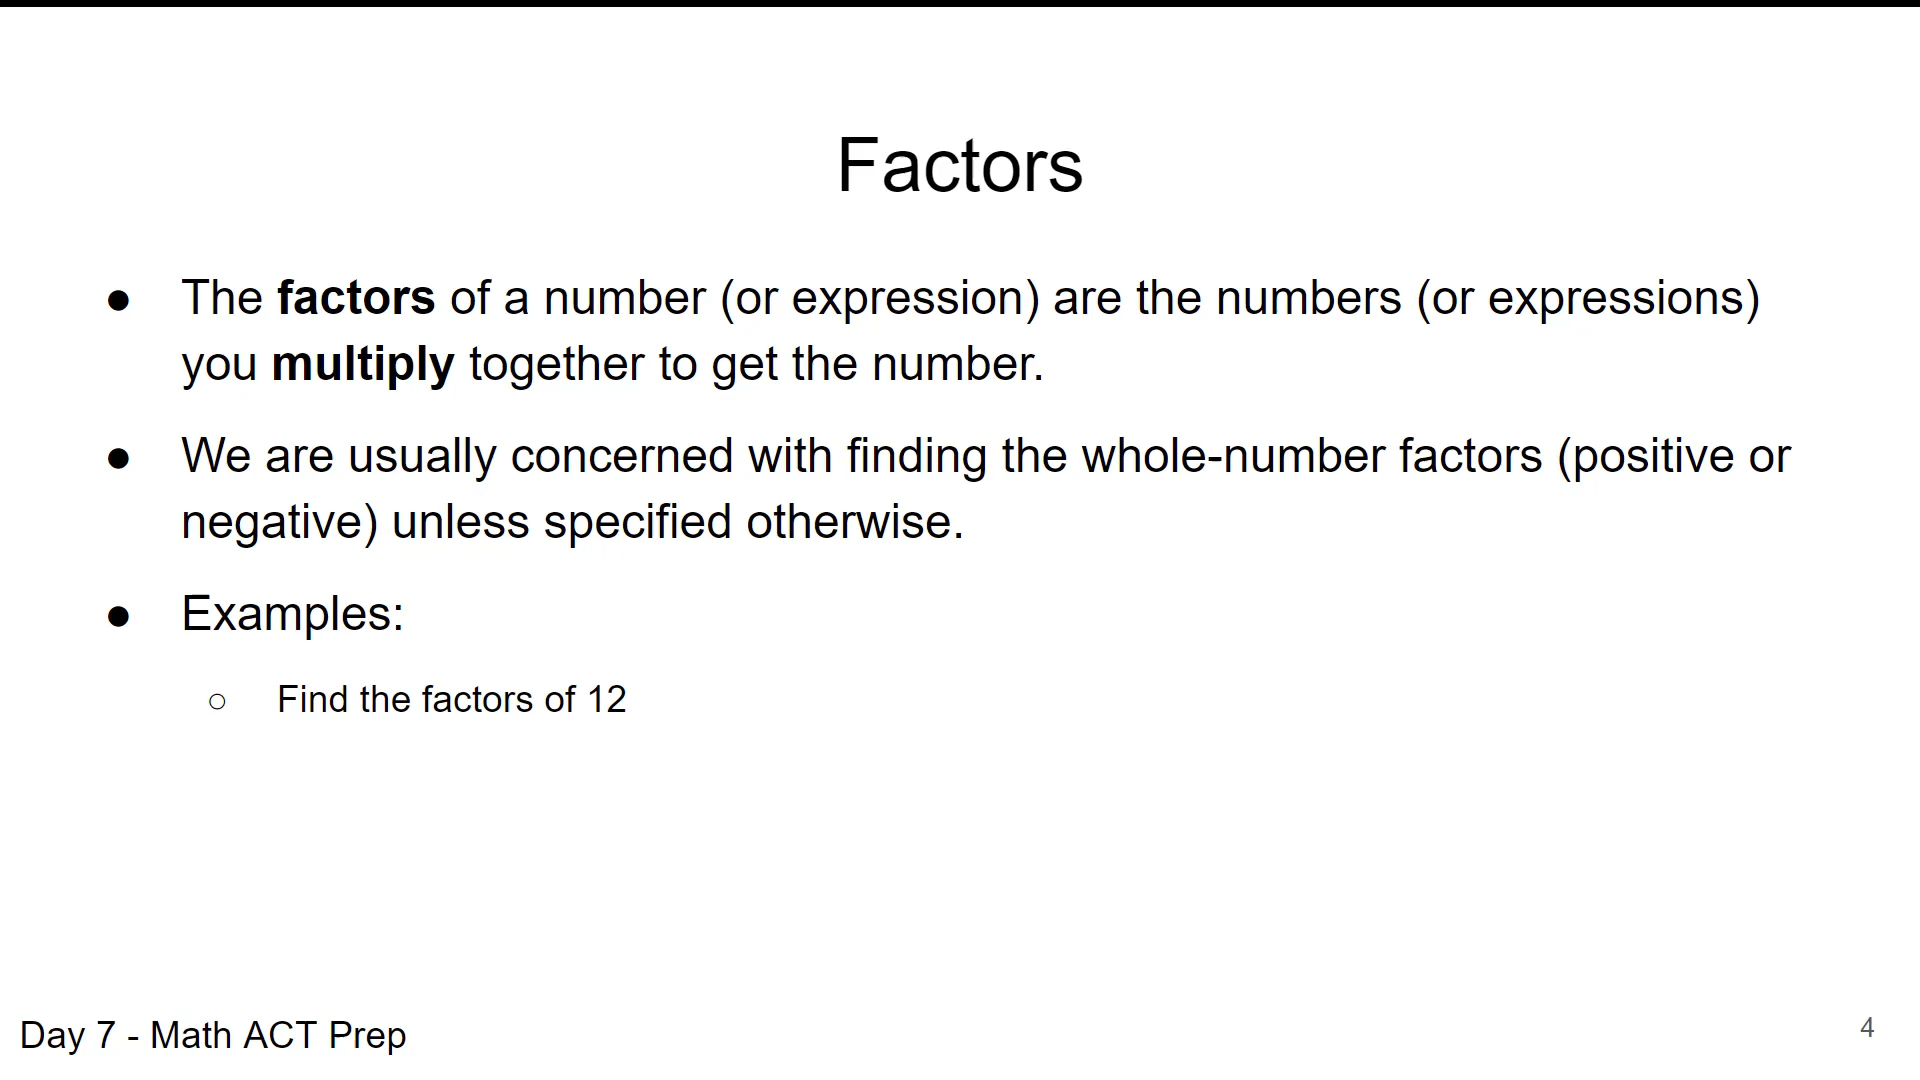 Factors
● The factors of a number (or expression) are the numbers (or expressions)
you multiply together to get the number.
● We are usually concerned with finding the whole-number factors (positive or
negative) unless specified otherwise.
● Examples:
○ Find the factors of 12
Day 7 - Math ACT Prep
4